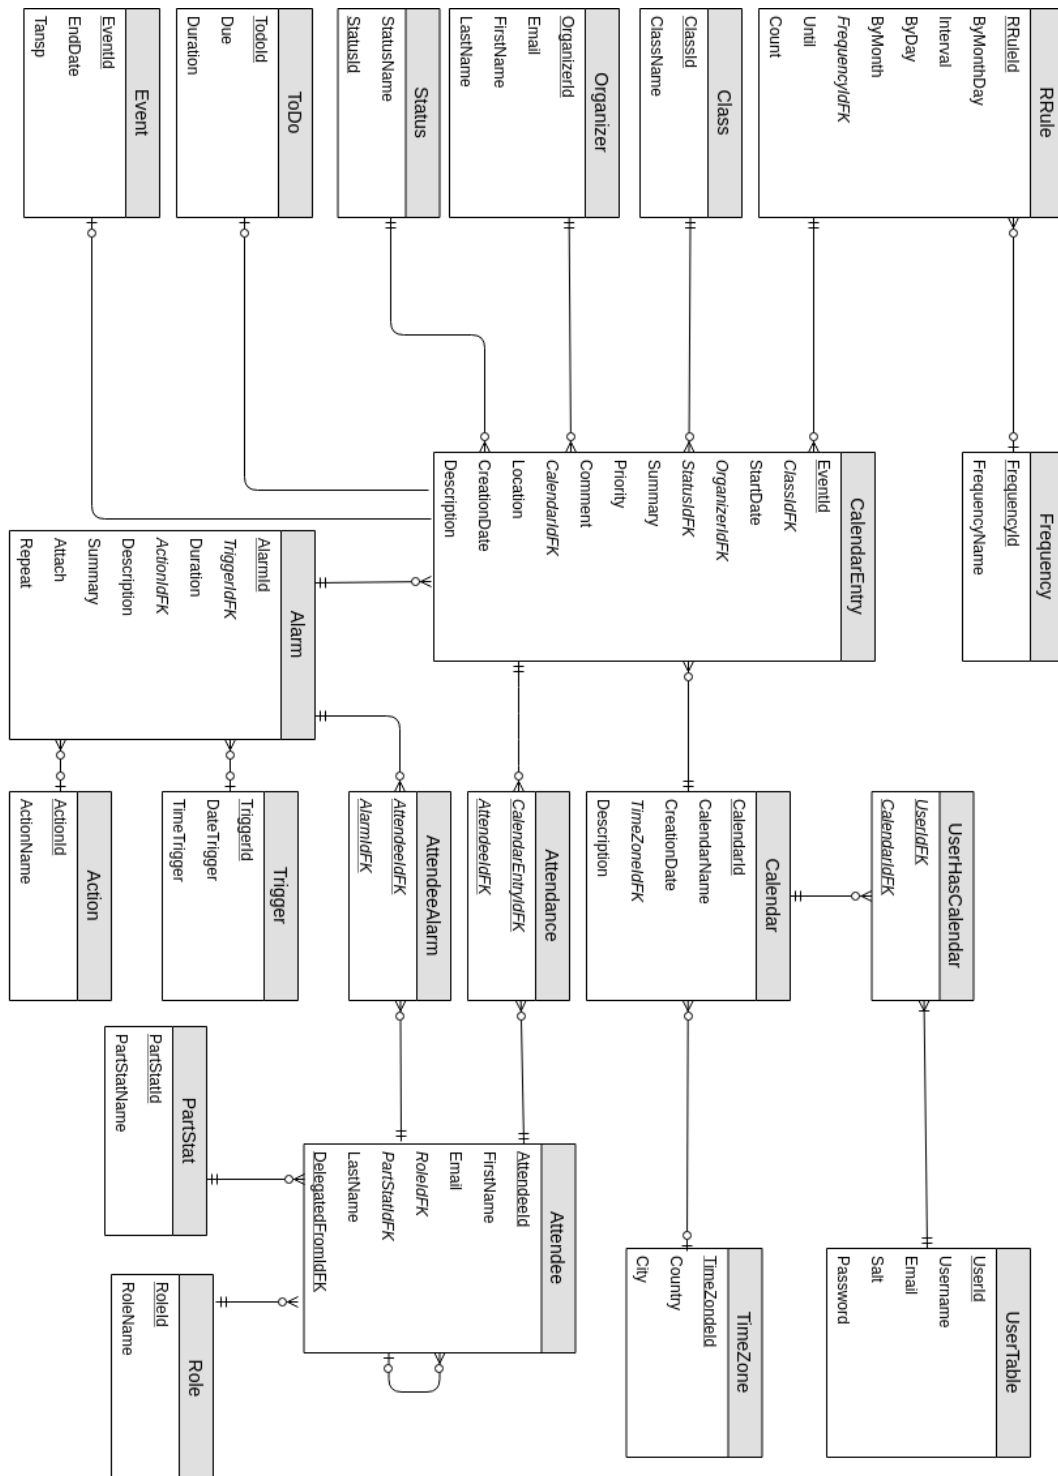 RRule
RRuleId
ByMonthDay
Interval
ByDay
ByMonth
FrequencyIdFK
Until
Count
Class
ClassId
ClassName
Organizer
OrganizerId
Email
FirstName
LastName
Status
StatusName
StatusId
ToDo
TodoId
Due
Duration
Event
EventId
EndDate
Tansp
Frequency
FrequencyId
FrequencyName
CalendarEntry
EventId
ClassIdFK
StartDate
OrganizerIdFK
StatusIdFK
Summary
Priority
Comment
CalendarIdFK
Location
CreationDate
Description
Alarm
AlarmId
TriggerIdFK
Duration
ActionIdFK
Description
Summary
Attach
Repeat
UserHasCalendar
UserIdFK
CalendarIdFK
Calendar
CalendarId
CalendarName
CreationDate
TimeZoneIdFK
Description
Attendance
CalendarEntryIdFK
AttendeeIdFK
AttendeeAlarm
AttendeeIdFK
AlarmIdFK
Trigger
TriggerId
DateTrigger
TimeTrigger
Action
ActionId
ActionName
UserTable
UserId
Username
Email
Salt
Password
TimeZone
TimeZondeId
Country
City
Attendee
AttendeeId
FirstName
Email
RoleIdFK
PartStatIdFK
LastName
DelegatedFromIdFK
PartStat
PartStatId
PartStatName
Role
RoleId
RoleName